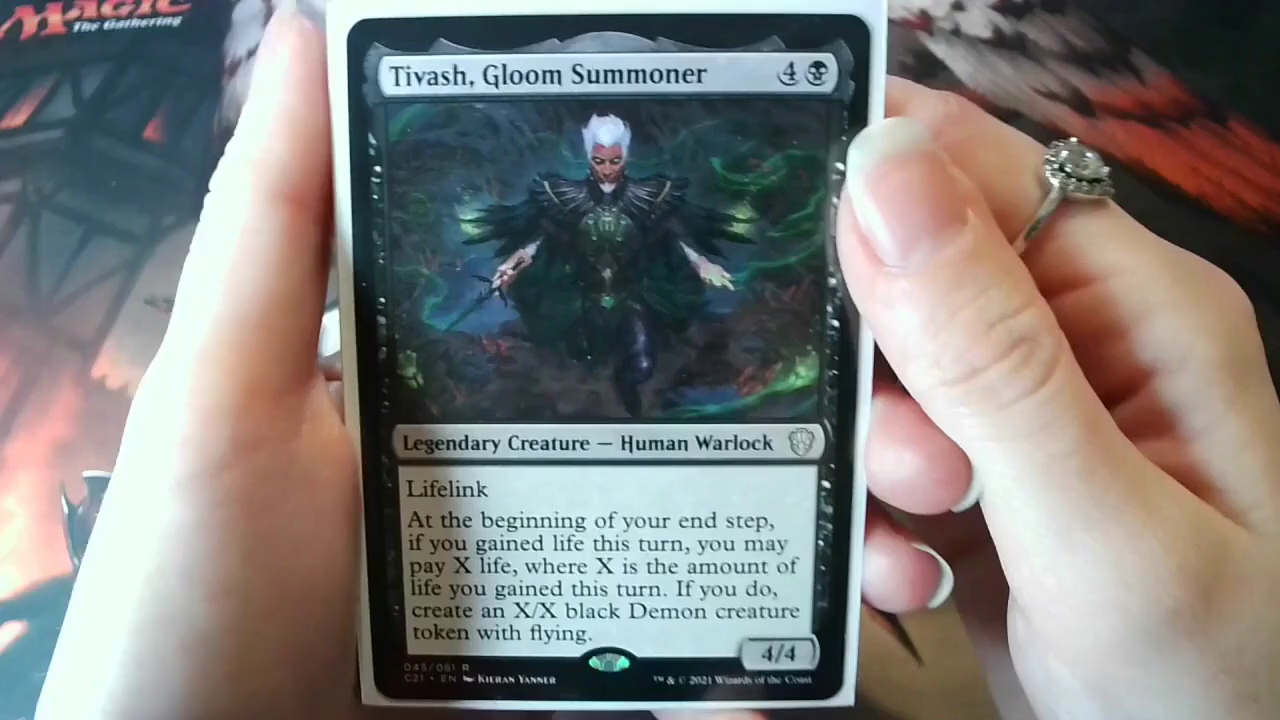 MAGIC
The Gathering
Tivash, Gloom Summoner 4
Legendary Creature — Human Warlock
Lifelink
At the beginning of your end step,
if you gained life this turn, you may
pay X life, where X is the amount of
life you gained this turn. If you do,
create an X/X black Demon creature
token with flying.
4/4
045/081 R
C21 • EN KIERAN YANNER
™ & © 2021 Wizards of the Coast